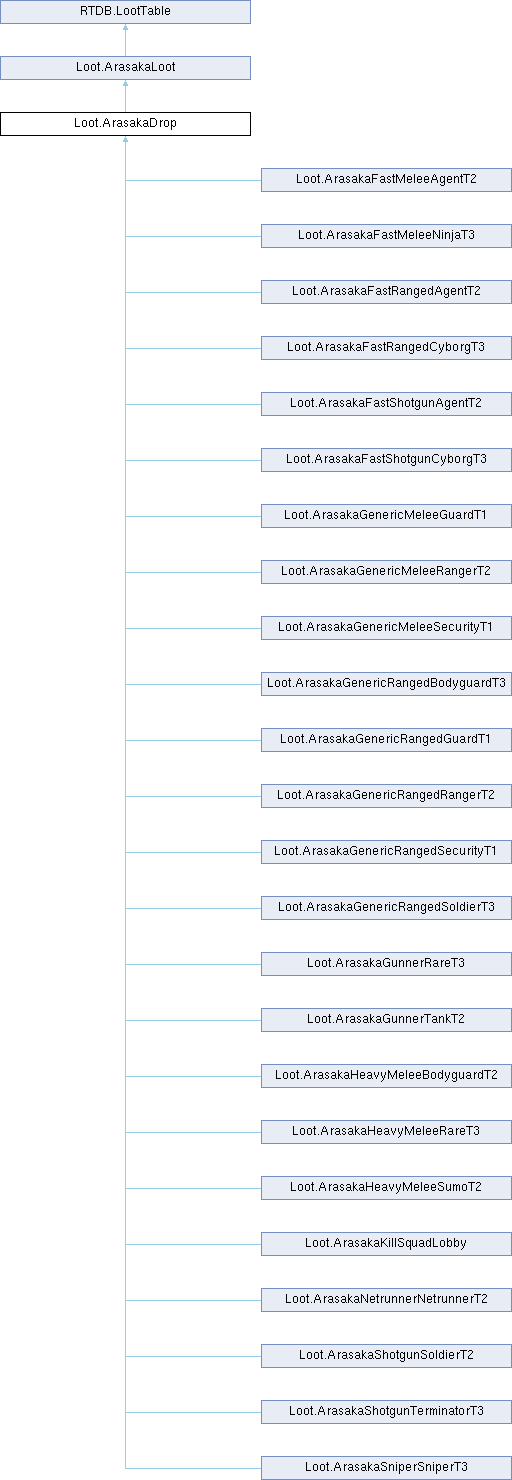 RTDB.LootTable
Loot.ArasakaLoot
Loot.ArasakaDrop
Loot.ArasakaFastMeleeAgentT2
Loot.ArasakaFastMeleeNinjaT3
Loot.ArasakaFastRangedAgentT2
Loot.ArasakaFastRangedCyborgT3
Loot.ArasakaFastShotgunAgentT2
Loot.ArasakaFastShotgunCyborgT3
Loot.ArasakaGenericMeleeGuardT1
Loot.ArasakaGenericMeleeRangerT2
Loot.ArasakaGenericMeleeSecurityT1
Loot.ArasakaGenericRangedBodyguardT3
Loot.ArasakaGenericRangedGuardT1
Loot.ArasakaGenericRangedRangerT2
Loot.ArasakaGenericRangedSecurityT1
Loot.ArasakaGenericRangedSoldierT3
Loot.ArasakaGunnerRareT3
Loot.ArasakaGunnerTankT2
Loot.ArasakaHeavyMeleeBodyguardT2
Loot.ArasakaHeavyMeleeRareT3
Loot.ArasakaHeavyMeleeSumoT2
Loot.ArasakaKillSquadLobby
Loot.ArasakaNetrunnerNetrunnerT2
Loot.ArasakaShotgunSoldierT2
Loot.ArasakaShotgunTerminatorT3
Loot.ArasakaSniperSniperT3